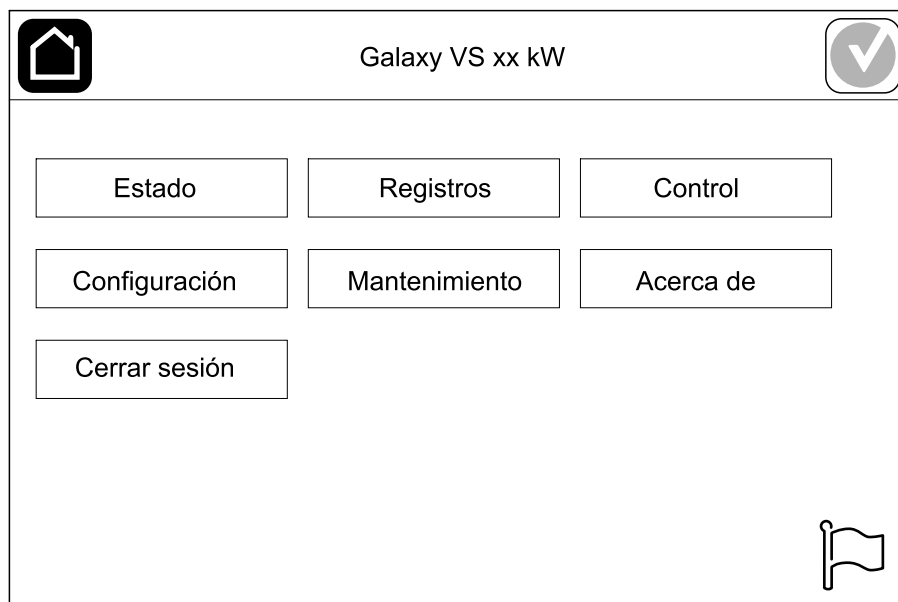 Galaxy VS xx kW
Estado
Registros
Control
Configuración
Mantenimiento
Acerca de
Cerrar sesión